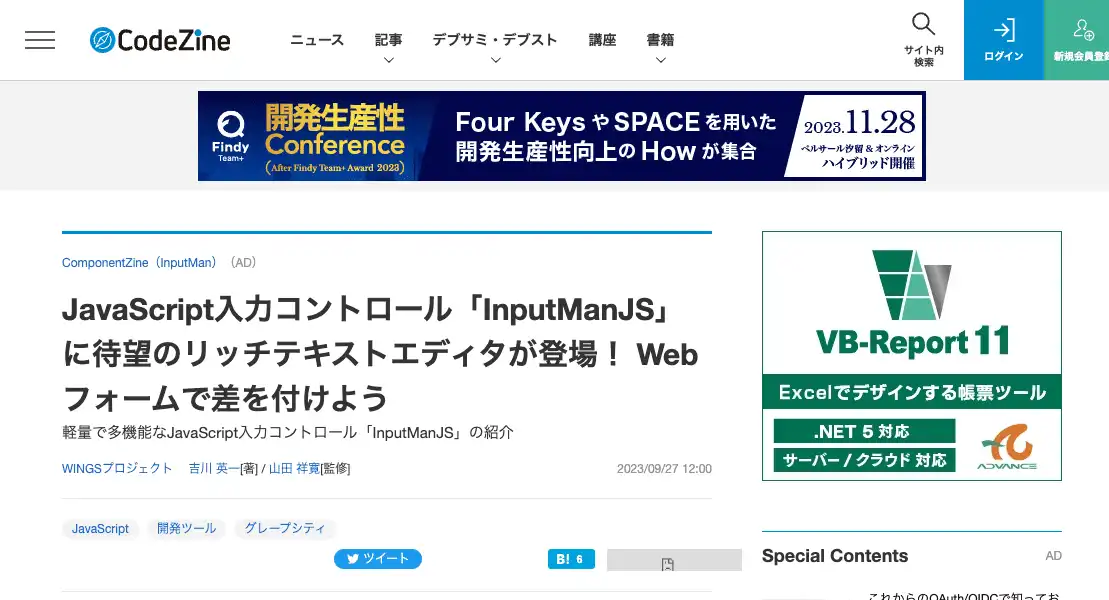 CodeZine
ニュース
記事
デブサミ・デブスト
講座
書籍
サイト内
検索
ログイン
新規会員登録
Findy
Team+
開発生産性
Conference
(After Findy Team+ Award 2023)
Four Keys や SPACE を用いた
開発生産性向上の How が集合
2023.11.28
ベルサール汐留 & オンライン
ハイブリッド開催
ComponentZine（InputMan）（AD）
JavaScript入力コントロール「InputManJS」
に待望のリッチテキストエディタが登場！ Web
フォームで差を付けよう
軽量で多機能なJavaScript入力コントロール「InputManJS」の紹介
WINGSプロジェクト 吉川 英一[著] / 山田 祥寛[監修]
2023/09/27 12:00
JavaScript
開発ツール
グレープシティ
ツイート
B! 6
VB-Report 11
Excelでデザインする帳票ツール
.NET 5 対応
サーバー / クラウド 対応
ADVANCE
Special Contents
AD
これからのOAuth/OIDCで知ってお